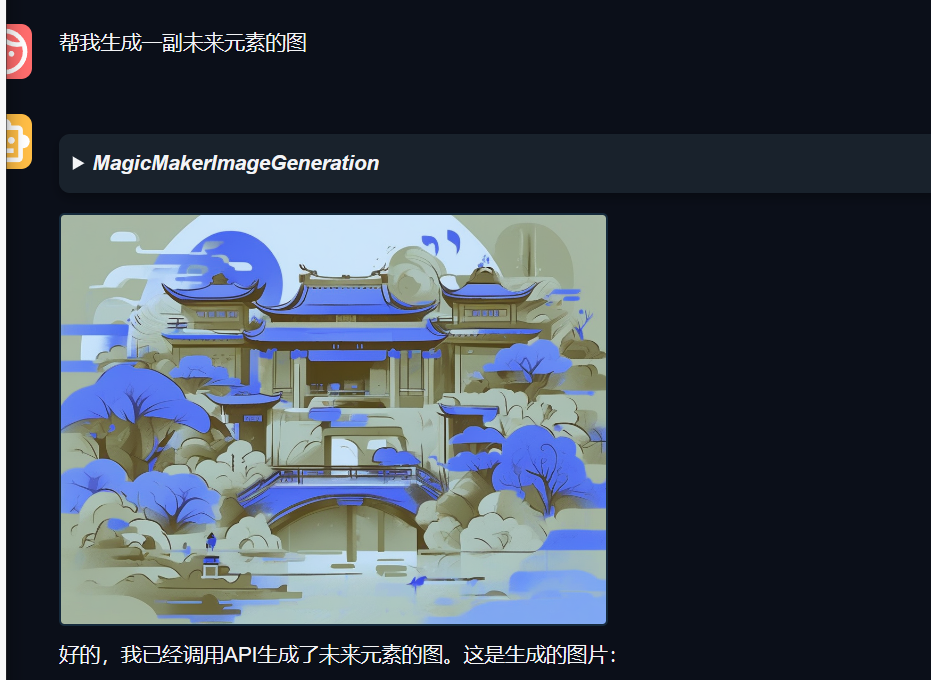 帮我生成一副未来元素的图
MagicMakerImageGeneration
好的，我已经调用API生成了未来元素的图。这是生成的图片：